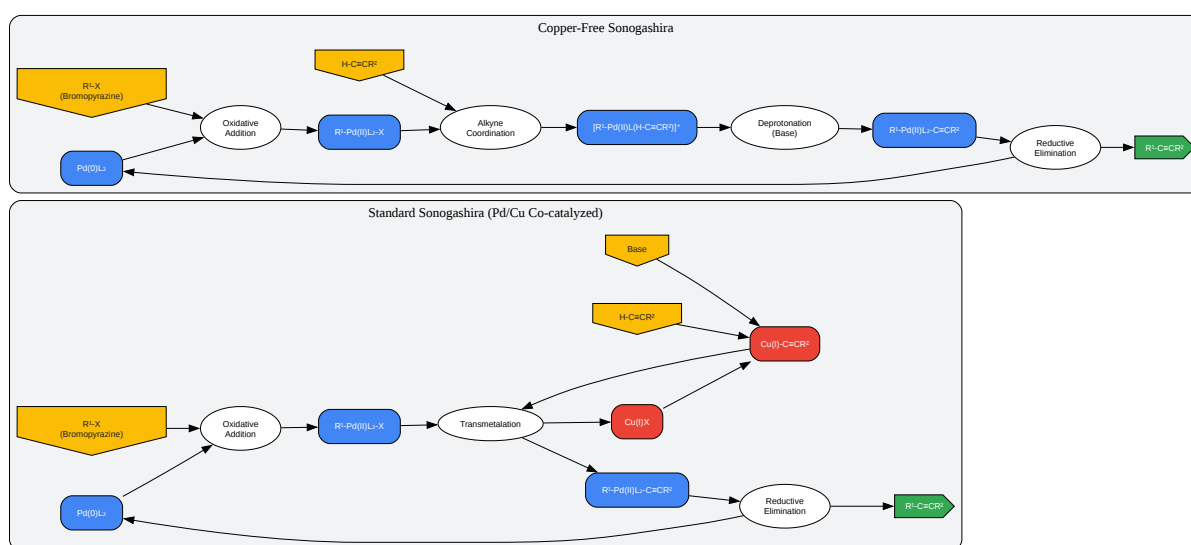 Copper-Free Sonogashira
H-C≡CR²
R¹-X
(Bromopyrazine)
Oxidative
Addition
R¹-Pd(II)L₂-X
Alkyne
Coordination
[R¹-Pd(II)L(H-C≡CR²)]⁺
Deprotonation
(Base)
R¹-Pd(II)L₂-C≡CR²
Reductive
Elimination
R¹-C≡CR²
Pd(0)L₂
Standard Sonogashira (Pd/Cu Co-catalyzed)
Base
H-C≡CR²
Cu(I)-C≡CR²
R¹-X
(Bromopyrazine)
Oxidative
Addition
R¹-Pd(II)L₂-X
Transmetalation
Cu(I)X
R¹-Pd(II)L₂-C≡CR²
Pd(0)L₂
Reductive
Elimination
R¹-C≡CR²